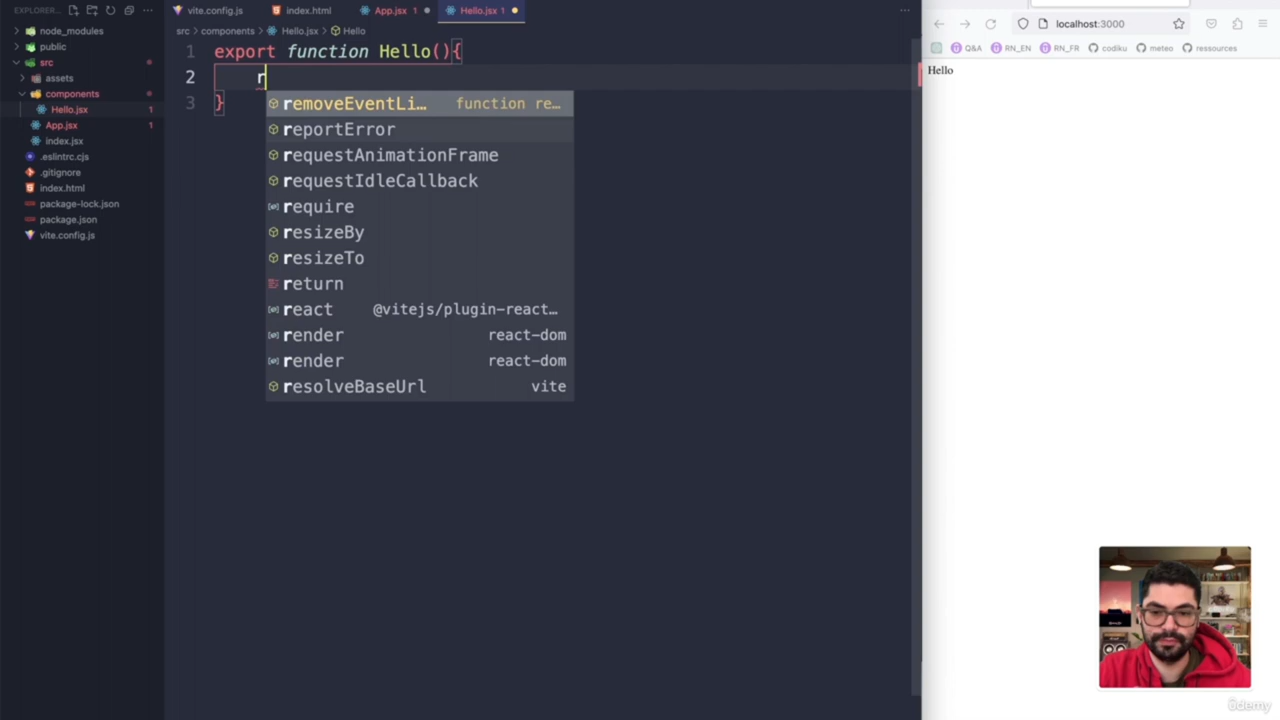 EXPLORER...
node_modules
public
src
assets
components
Hello.jsx 1
App.jsx 1
index.jsx
.eslintrc.cjs
.gitignore
index.html
package-lock.json
package.json
vite.config.js
vite.config.js index.html App.jsx 1 Hello.jsx 1
src > components > Hello.jsx > Hello
1 export function Hello(){
2 r
3 }
removeEventLi... function re...
reportError
requestAnimationFrame
requestIdleCallback
require
resizeBy
resizeTo
return
react @vitejs/plugin-react...
render react-dom
render react-dom
resolveBaseUrl vite
localhost:3000
Q&A RN_EN RN_FR codiku meteo ressources
Hello
ûdemy